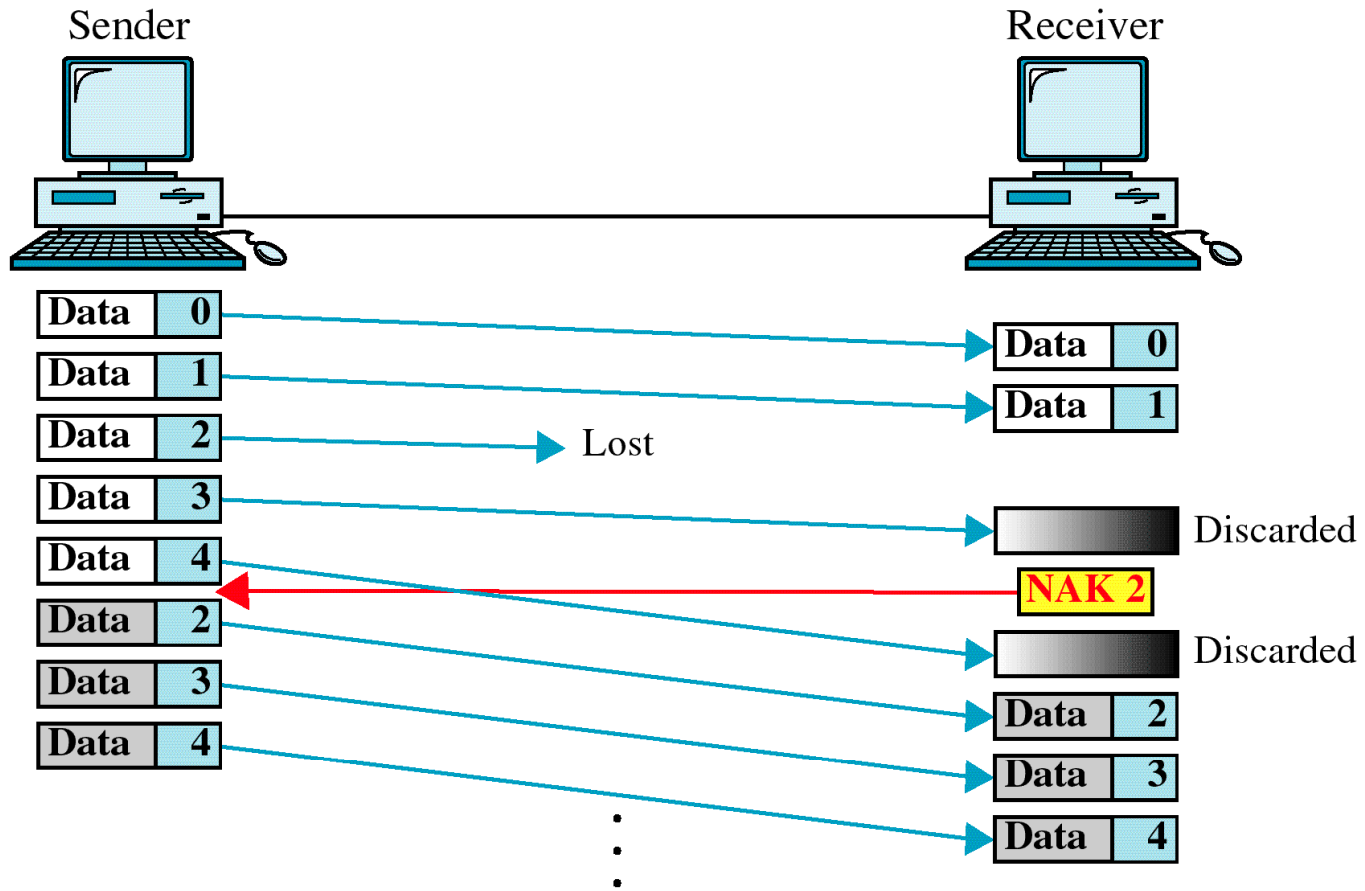 Sender Receiver
Data 0
Data 0
Data 1
Data 1
Data 2 Lost
Data 3
Discarded
Data 4
NAK 2
Data 2
Discarded
Data 3
Data 2
Data 4
Data 3
Data 4